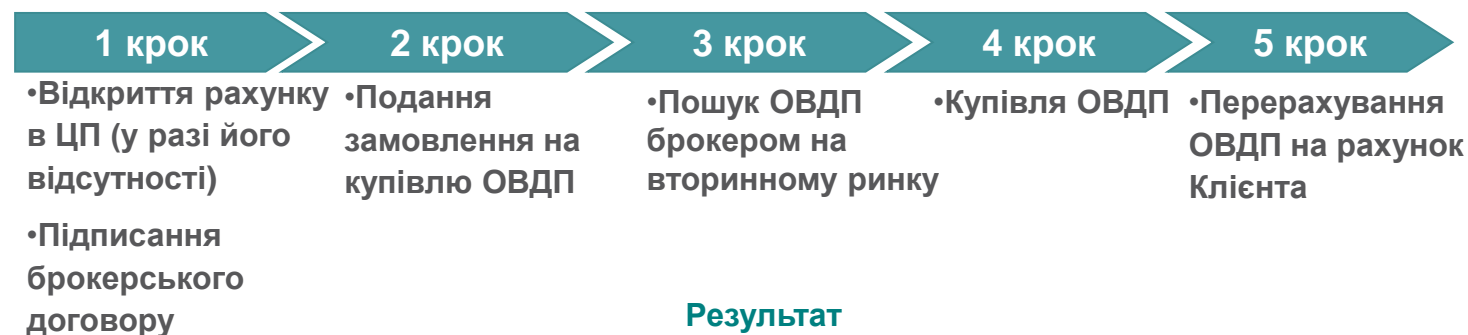 1 крок
2 крок
3 крок
4 крок
5 крок
•Відкриття рахунку
в ЦП (у разі його
відсутності)
•Підписання
брокерського
договору
•Подання
замовлення на
купівлю ОВДП
•Пошук ОВДП
брокером на
вторинному ринку
•Купівля ОВДП
•Перерахування
ОВДП на рахунок
Клієнта
Результат